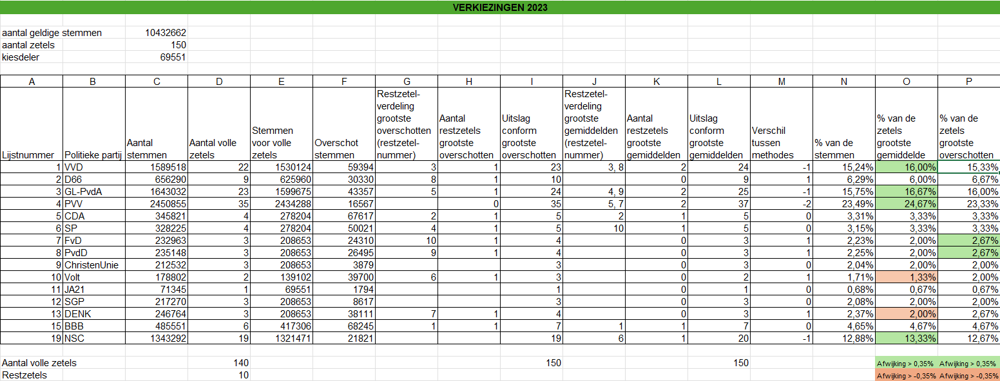 VERKIEZINGEN 2023
aantal geldige stemmen 10432662
aantal zetels 150
kiesdeler 69551
A B C D E F G H I J K L M N O P
Lijstnummer Politieke partij Aantal stemmen Aantal volle zetels Stemmen voor volle zetels Overschot stemmen Restzetel-verdeling grootste overschotten (restzetel-nummer) Aantal restzetels grootste overschotten Uitslag conform grootste overschotten Restzetel-verdeling grootste gemiddelden (restzetel-nummer) Aantal restzetels grootste gemiddelden Uitslag conform grootste gemiddelden Verschil tussen methodes % van de stemmen % van de zetels grootste gemiddelde % van de zetels grootste overschotten
1 VVD 1589518 22 1530124 59394 3 1 23 3, 8 2 24 -1 15,24% 16,00% 15,33%
2 D66 656290 9 625960 30330 8 1 10 0 9 1 6,29% 6,00% 6,67%
3 GL-PvdA 1643032 23 1599675 43357 5 1 24 4, 9 2 25 -1 15,75% 16,67% 16,00%
4 PVV 2450855 35 2434288 16567 0 35 5, 7 2 37 -2 23,49% 24,67% 23,33%
5 CDA 345821 4 278204 67617 2 1 5 2 1 5 0 3,31% 3,33% 3,33%
6 SP 328225 4 278204 50021 4 1 5 10 1 5 0 3,15% 3,33% 3,33%
7 FvD 232963 3 208653 24310 10 1 4 0 3 1 2,23% 2,00% 2,67%
8 PvdD 235148 3 208653 26495 9 1 4 0 3 1 2,25% 2,00% 2,67%
9 ChristenUnie 212532 3 208653 3879 3 0 3 0 2,04% 2,00% 2,00%
10 Volt 178802 2 139102 39700 6 1 3 0 2 1 1,71% 1,33% 2,00%
11 JA21 71345 1 69551 1794 1 0 1 0 0,68% 0,67% 0,67%
12 SGP 217270 3 208653 8617 3 0 3 0 2,08% 2,00% 2,00%
13 DENK 246764 3 208653 38111 7 1 4 0 3 1 2,37% 2,00% 2,67%
15 BBB 485551 6 417306 68245 1 1 7 1 1 7 0 4,65% 4,67% 4,67%
19 NSC 1343292 19 1321471 21821 19 6 1 20 -1 12,88% 13,33% 12,67%
Aantal volle zetels 140 150 150 Afwijking > 0,35% Afwijking > 0,35%
Restzetels 10 Afwijking > -0,35% Afwijking > -0,35%